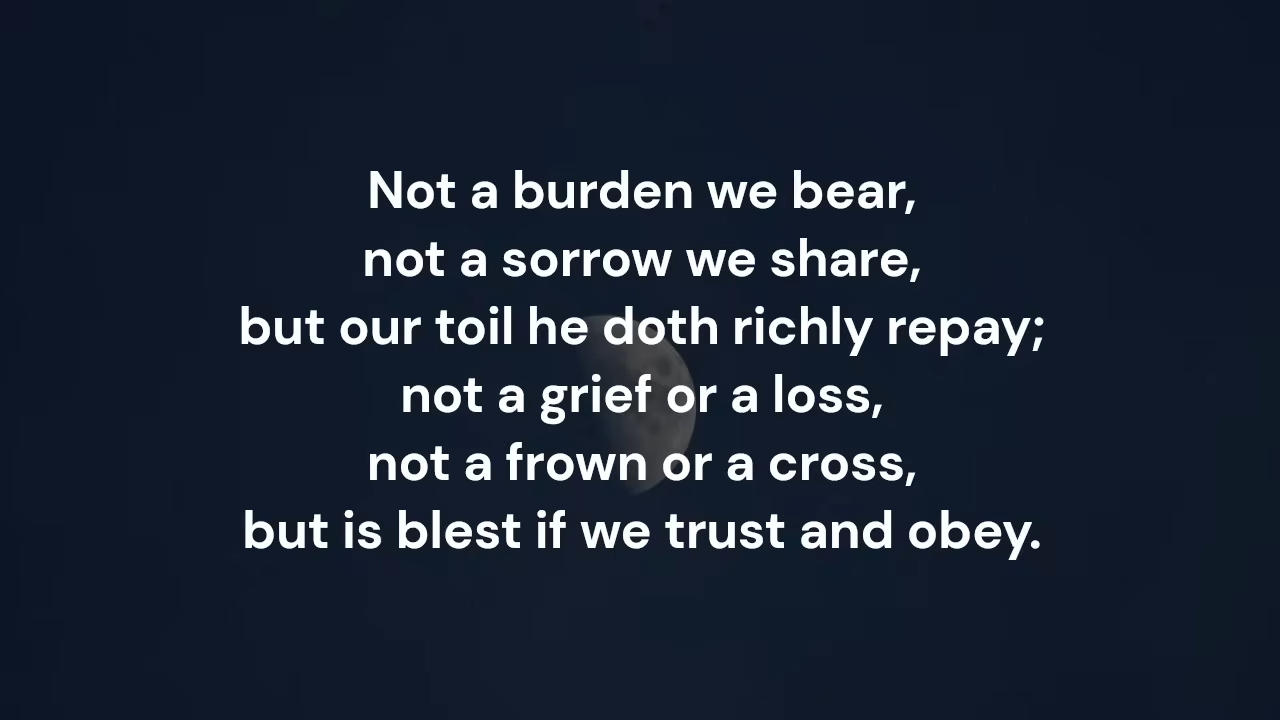 Not a burden we bear,
not a sorrow we share,
but our toil he doth richly repay;
not a grief or a loss,
not a frown or a cross,
but is blest if we trust and obey.